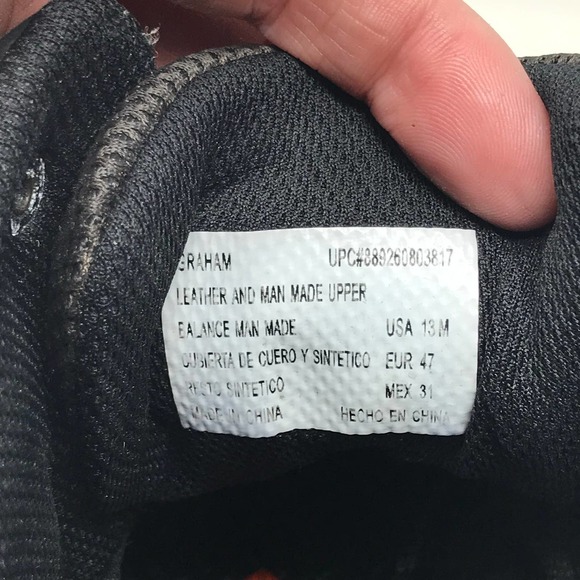 GRAHAM UPC#889260803817
LEATHER AND MAN MADE UPPER
BALANCE MAN MADE USA 13 M
CUBIERTA DE CUERO Y SINTETICO EUR 47
RESTO SINTETICO MEX 31
MADE IN CHINA HECHO EN CHINA